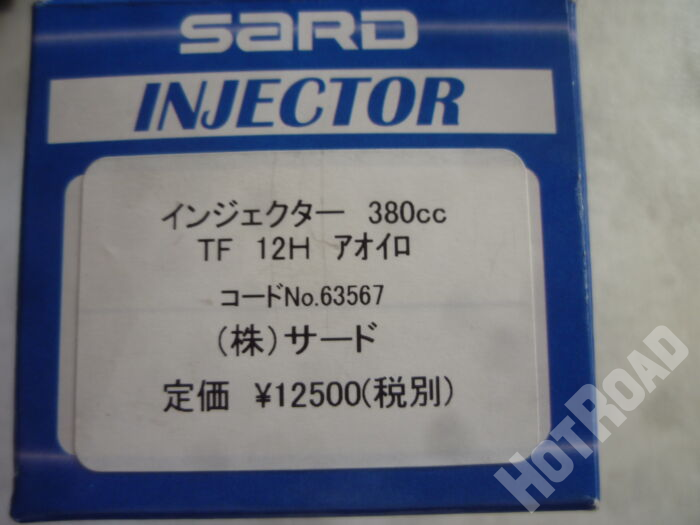 SARD
INJECTOR
インジェクター 380cc
TF 12H アオイロ
コードNo.63567
(株)サード
定価 ¥12500(税別)
HOTROAD